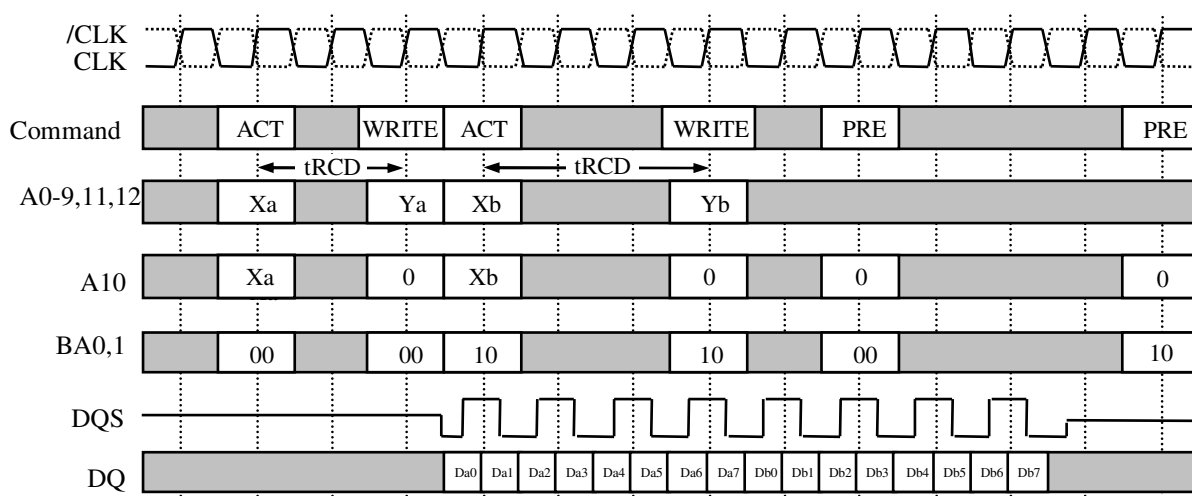 /CLK
CLK
Command ACT WRITE ACT WRITE PRE PRE
tRCD tRCD
A0-9,11,12 Xa Ya Xb Yb
A10 Xa 0 Xb 0 0 0
BA0,1 00 00 10 10 00 10
DQS
DQ Da0 Da1 Da2 Da3 Da4 Da5 Da6 Da7 Db0 Db1 Db2 Db3 Db4 Db5 Db6 Db7